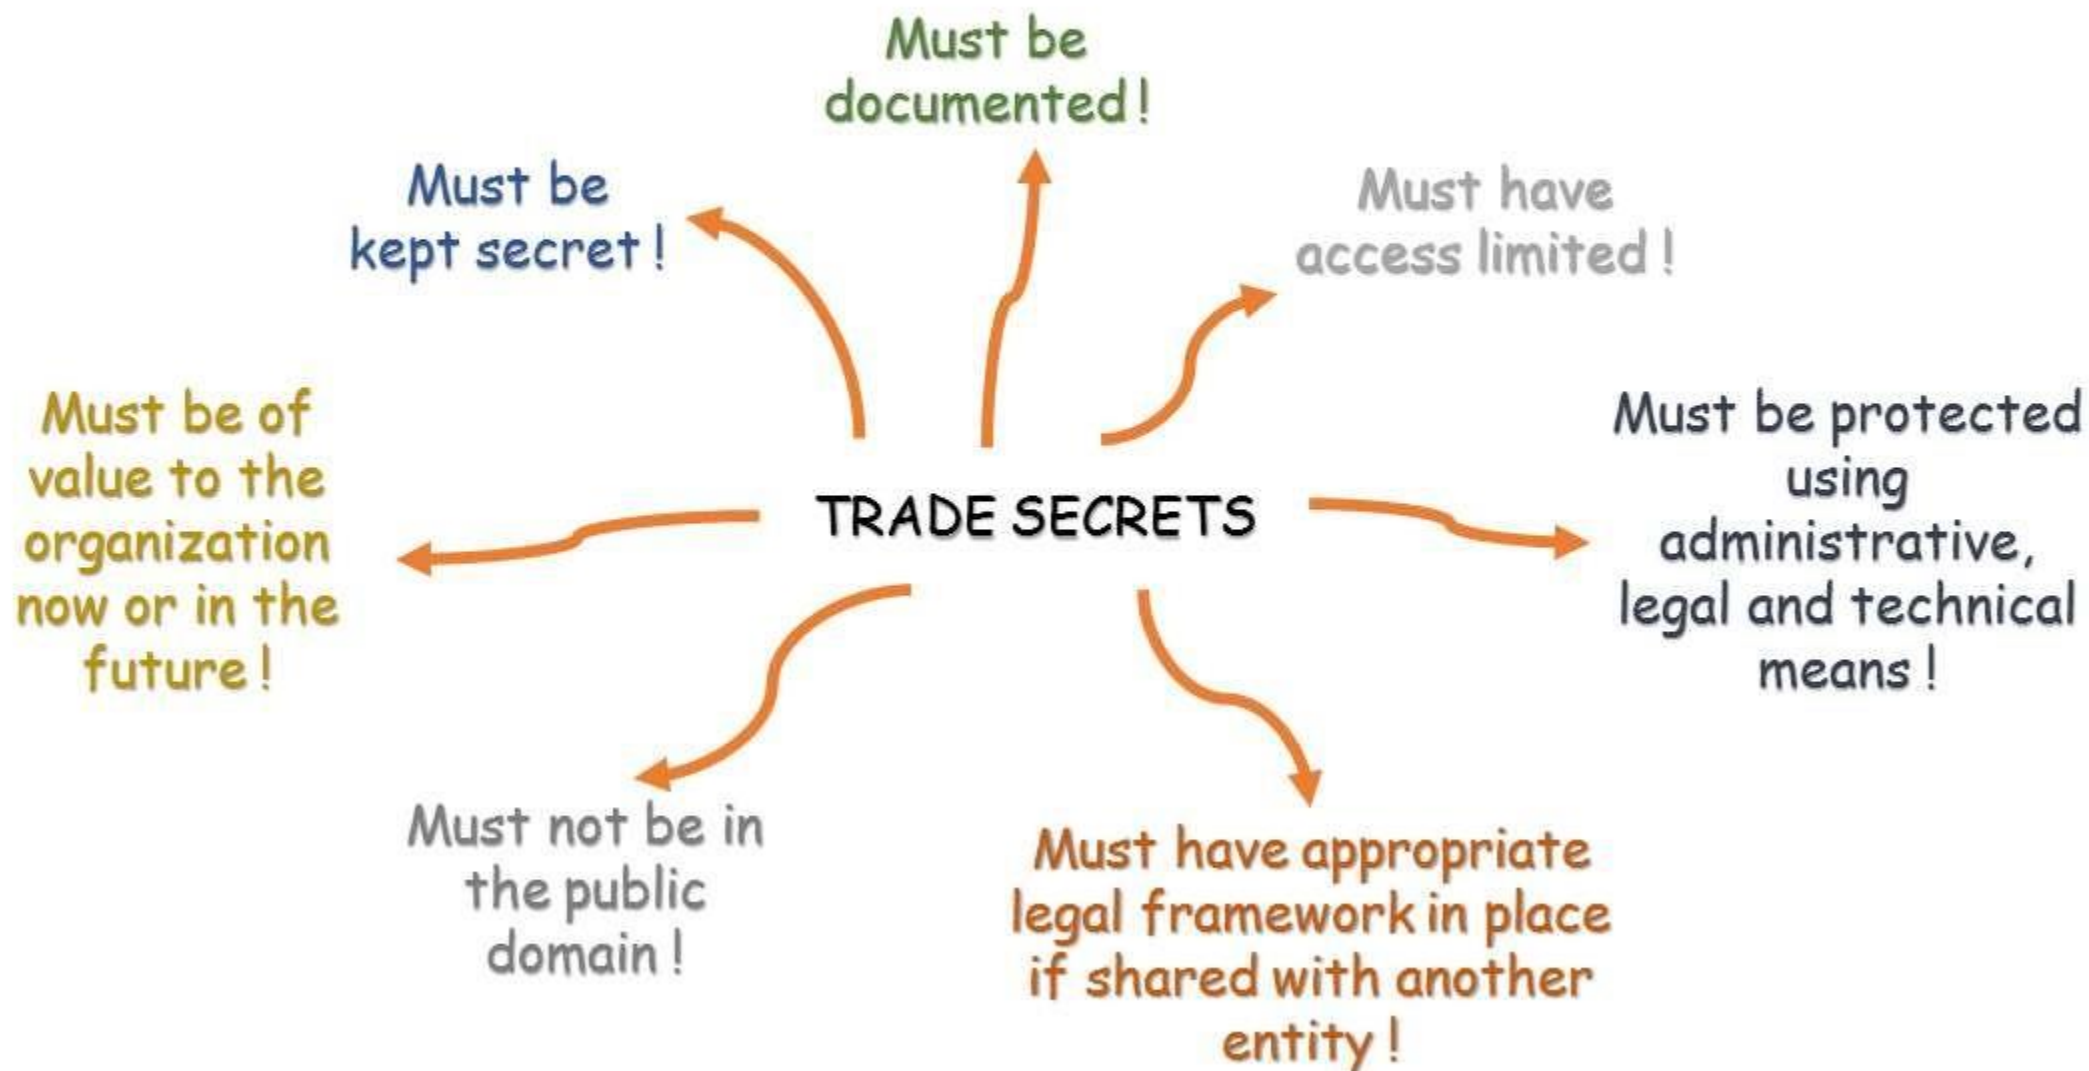 Must be
documented !
Must be
kept secret !
Must have
access limited !
Must be of
value to the
organization
now or in the
future !
TRADE SECRETS
Must be protected
using
administrative,
legal and technical
means !
Must not be in
the public
domain !
Must have appropriate
legal framework in place
if shared with another
entity !